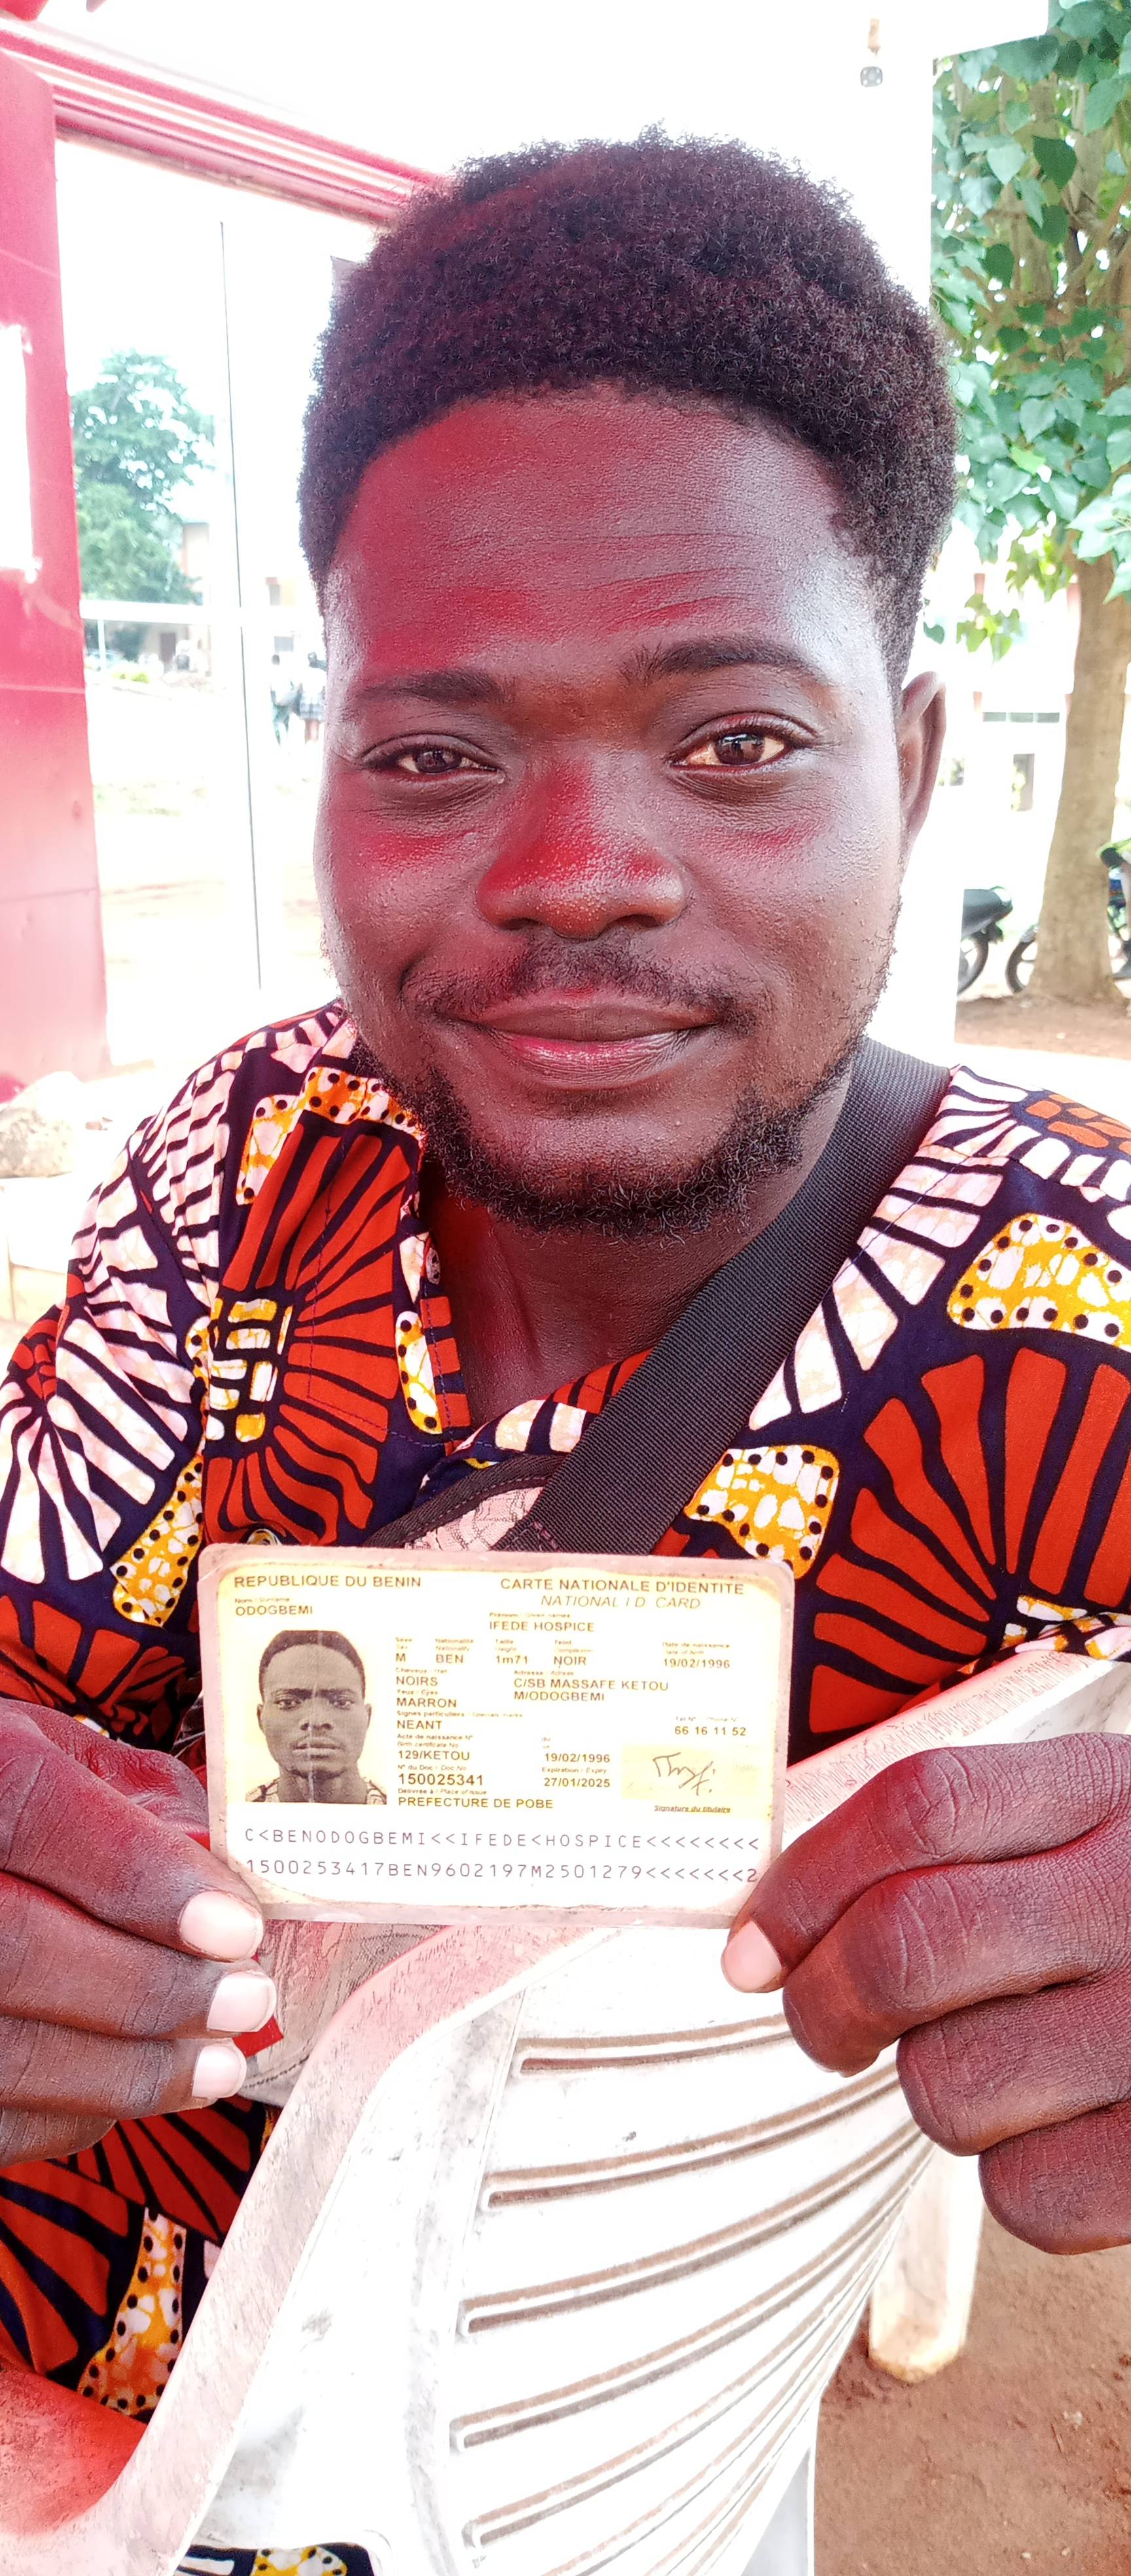 REPUBLIQUE DU BENIN
CARTE NATIONALE D'IDENTITE
NATIONAL I D CARD
Nom / Surname
ODOGBEMI
IFEDE HOSPICE
M BEN 1m71 NOIR 19/02/1996
NOIRS
C/SB MASSAFE KETOU
M/ODOGBEMI
MARRON
NEANT
66 16 11 52
129/KETOU 19/02/1996
150025341 27/01/2025
PREFECTURE DE POBE
Signature du titulaire
C<BENODOGBEMI<<IFEDE<HOSPICE<<<<<<<<
1500253417BEN9602197M2501279<<<<<<<2